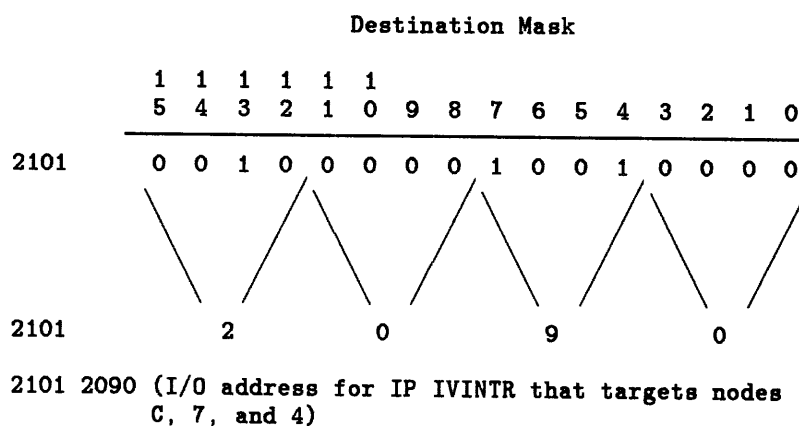 Destination Mask
1 1 1 1 1 1
5 4 3 2 1 0 9 8 7 6 5 4 3 2 1 0
2101 0 0 1 0 0 0 0 0 1 0 0 1 0 0 0 0
2101 2 0 9 0
2101 2090 (I/O address for IP IVINTR that targets nodes
C, 7, and 4)